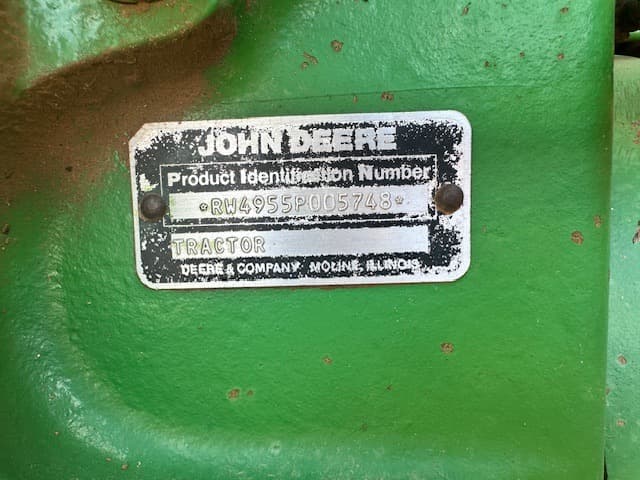 JOHN DEERE
Product Identification Number
*RW4955P005748*
TRACTOR
DEERE & COMPANY MOLINE, ILLINOIS